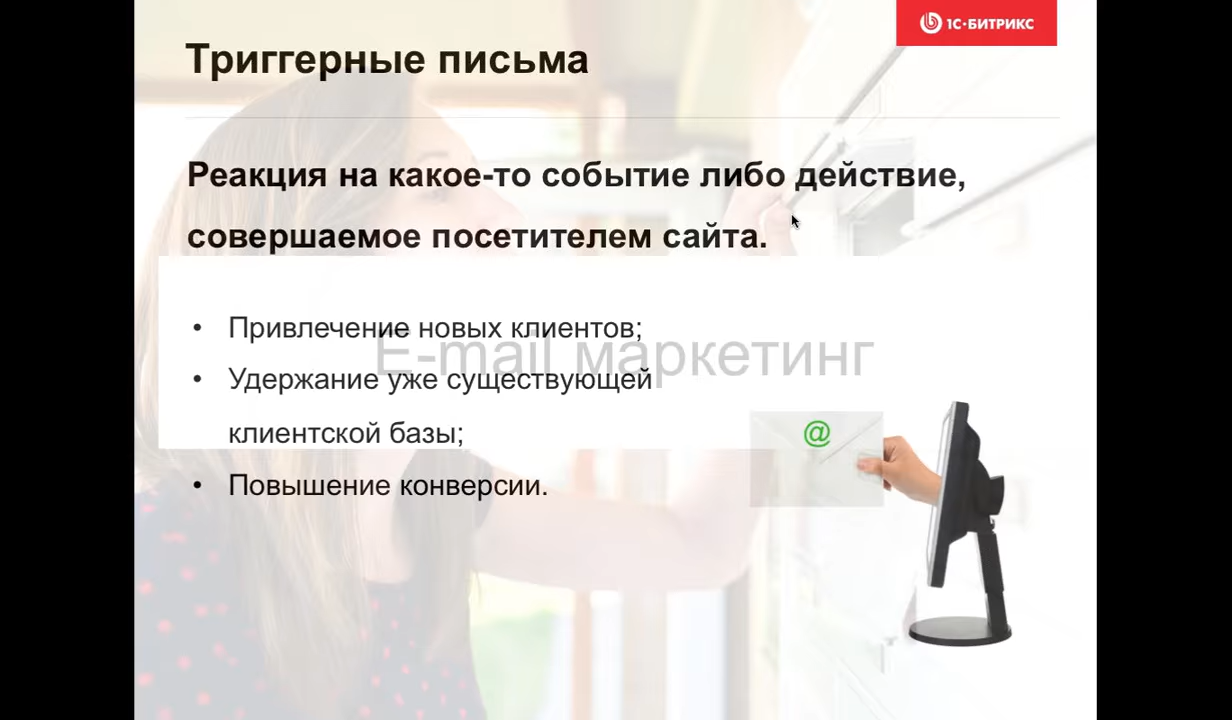 1С·БИТРИКС
Триггерные письма
Реакция на какое-то событие либо действие,
совершаемое посетителем сайта.
• Привлечение новых клиентов;
E-mail маркетинг
• Удержание уже существующей
клиентской базы;
@
• Повышение конверсии.